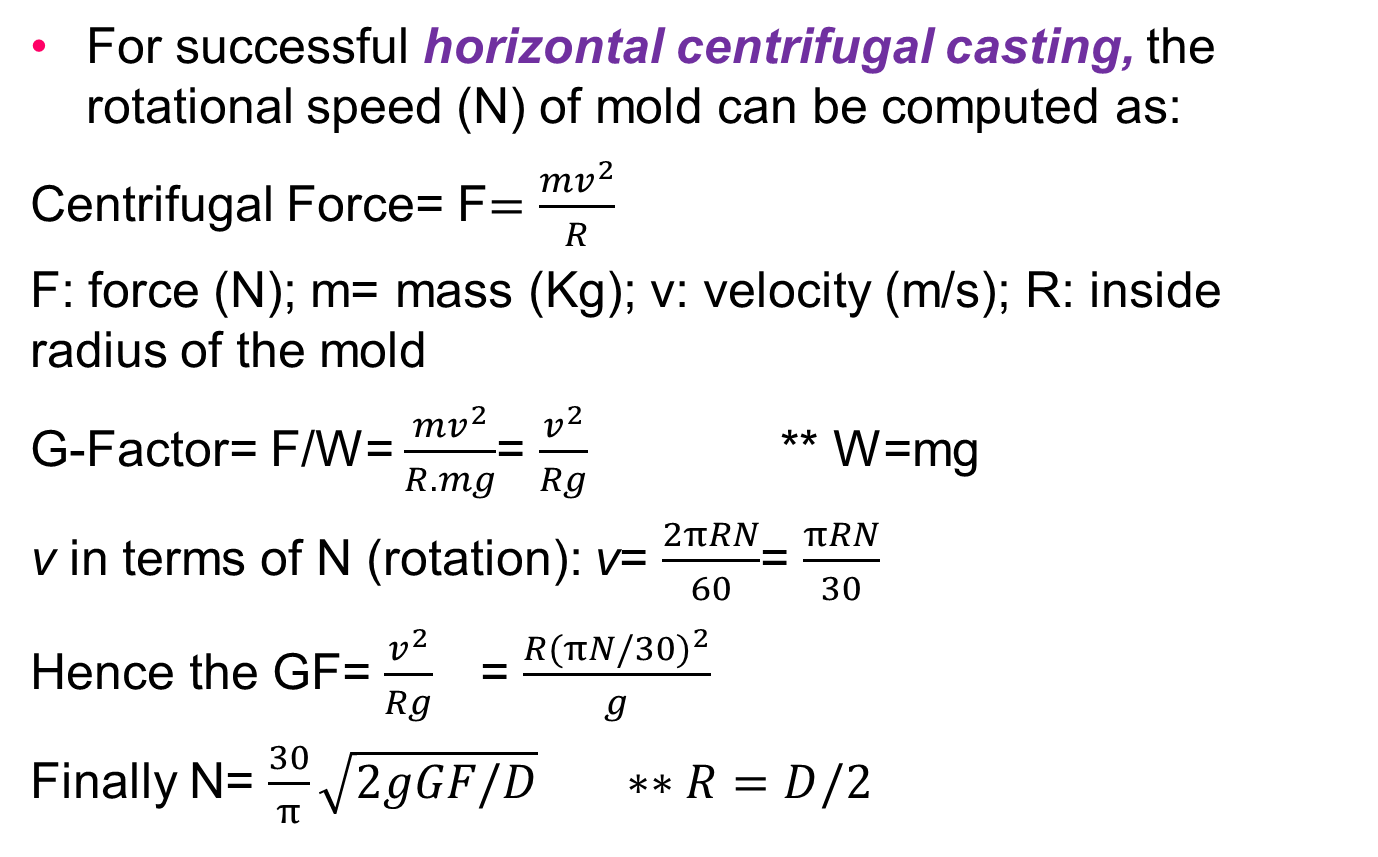 • For successful horizontal centrifugal casting, the
rotational speed (N) of mold can be computed as:
Centrifugal Force= F= mv²/R
F: force (N); m= mass (Kg); v: velocity (m/s); R: inside
radius of the mold
G-Factor= F/W= mv²/R.mg = v²/Rg ** W=mg
v in terms of N (rotation): v= 2πRN/60 = πRN/30
Hence the GF= v²/Rg = R(πN/30)²/g
Finally N= 30/π √(2gGF/D) ** R = D/2